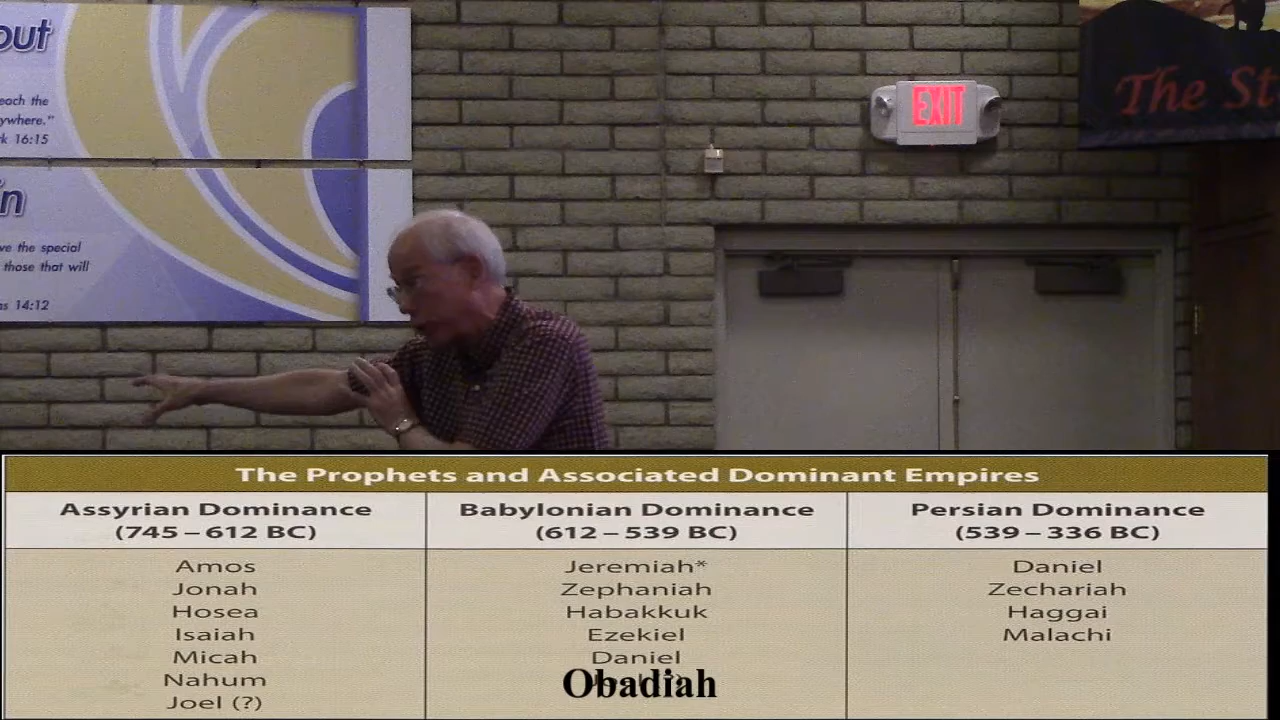 out
each the
ywhere."
rk 16:15
n
ve the special
those that will
ns 14:12
EXIT
The St
The Prophets and Associated Dominant Empires
Assyrian Dominance
(745 – 612 BC)
Amos
Jonah
Hosea
Isaiah
Micah
Nahum
Joel (?)
Babylonian Dominance
(612 – 539 BC)
Jeremiah*
Zephaniah
Habakkuk
Ezekiel
Daniel
Obadiah
Persian Dominance
(539 – 336 BC)
Daniel
Zechariah
Haggai
Malachi